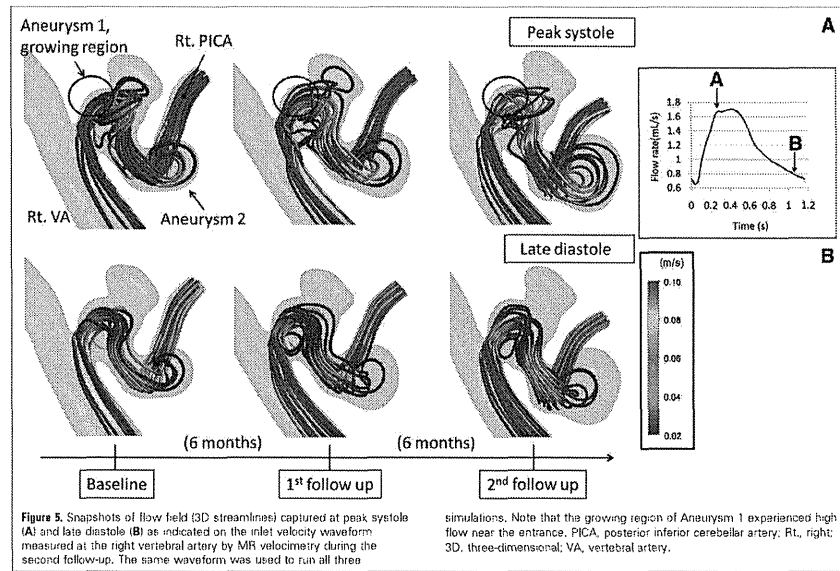 Aneurysm 1,
growing region
Rt. PICA
Peak systole
A
A
1.8
1.6
1.4
1.2
1
0.8
0.6
B
Flow rate(mL/s)
0 0.2 0.4 0.6 0.8 1 1.2
Time (s)
Rt. VA
Aneurysm 2
Late diastole
B
(m/s)
0.10
0.08
0.06
0.04
0.02
(6 months)
(6 months)
Baseline
1st follow up
2nd follow up
Figure 5. Snapshots of flow field (3D streamlines) captured at peak systole
(A) and late diastole (B) as indicated on the inlet velocity waveform
measured at the right vertebral artery by MR velocimetry during the
second follow-up. The same waveform was used to run all three
simulations. Note that the growing region of Aneurysm 1 experienced high
flow near the entrance. PICA, posterior inferior cerebellar artery; Rt., right;
3D, three-dimensional; VA, vertebral artery.